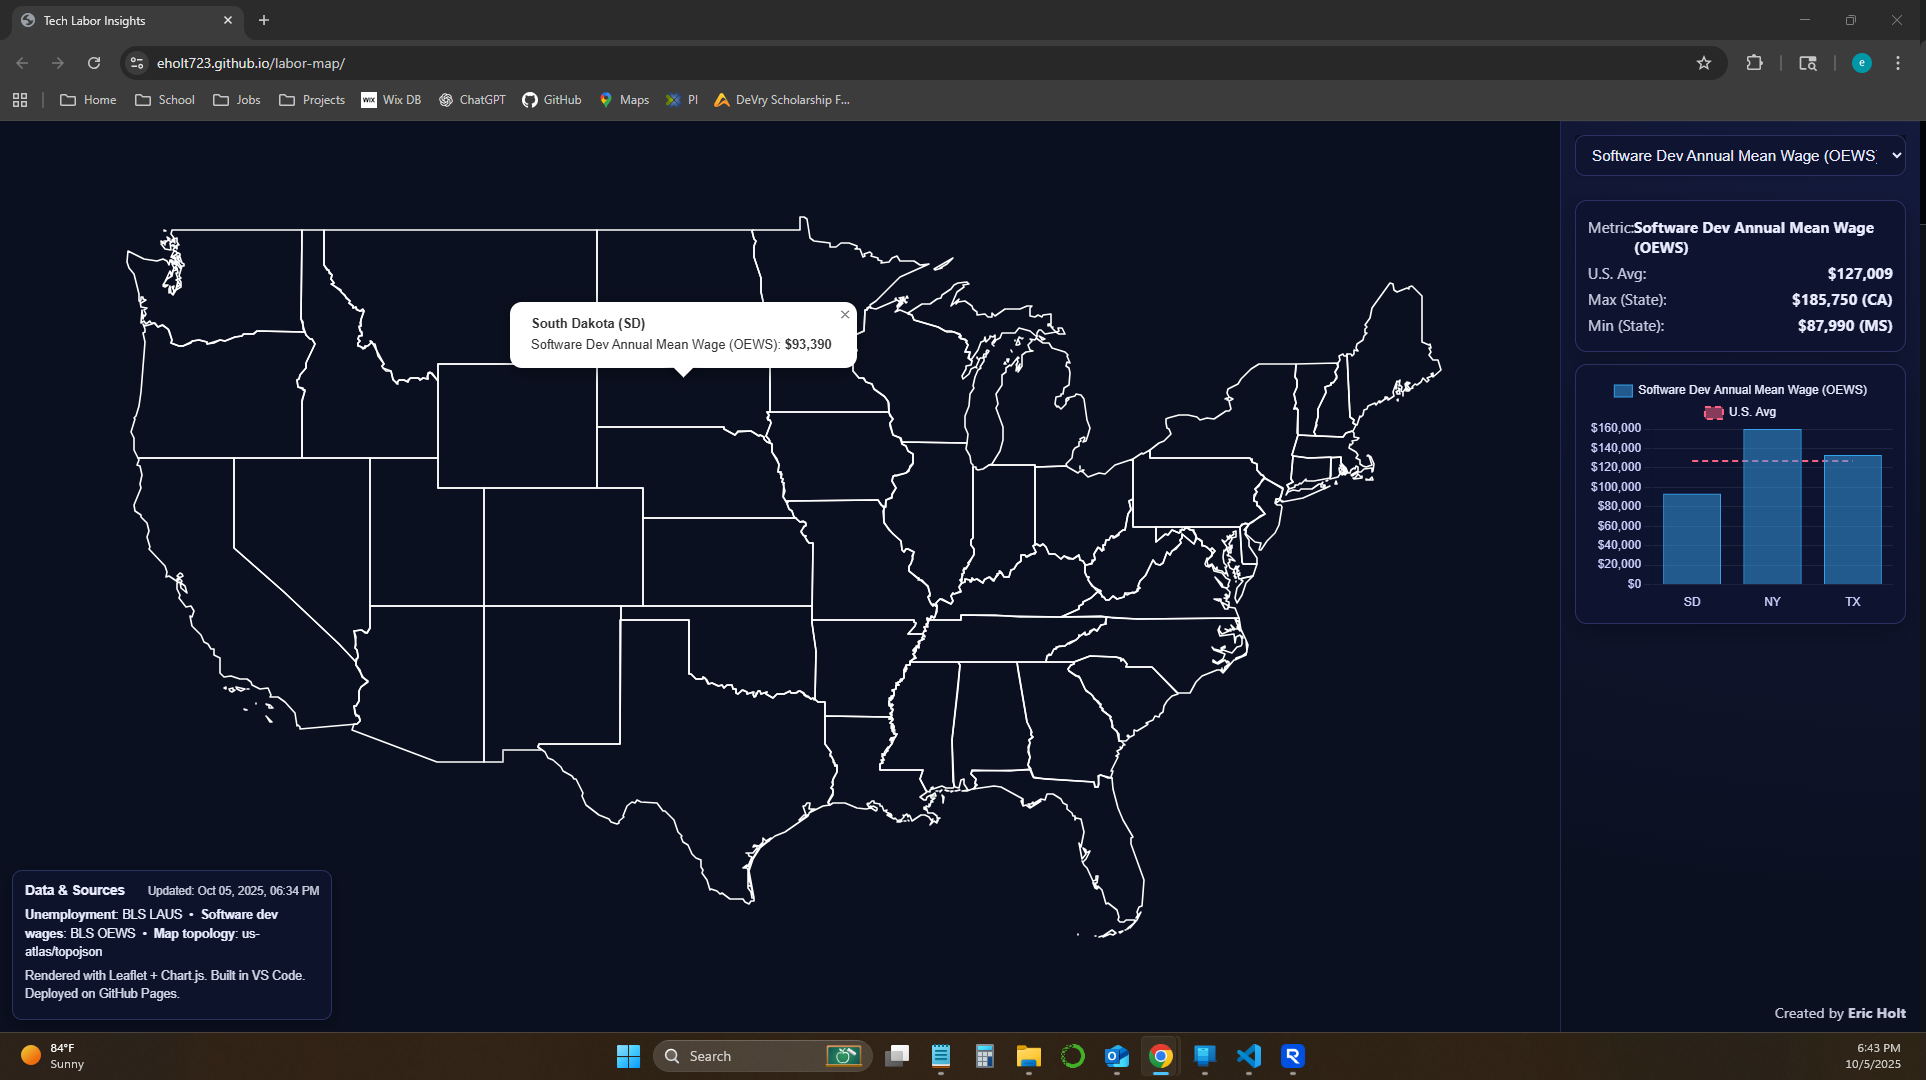 Tech Labor Insights
eholt723.github.io/labor-map/
Home School Jobs Projects Wix DB ChatGPT GitHub Maps PI DeVry Scholarship F...
WIX
e
Software Dev Annual Mean Wage (OEWS)
Metric:Software Dev Annual Mean Wage
(OEWS)
U.S. Avg: $127,009
Max (State): $185,750 (CA)
Min (State): $87,990 (MS)
South Dakota (SD)
Software Dev Annual Mean Wage (OEWS): $93,390
Software Dev Annual Mean Wage (OEWS)
U.S. Avg
$160,000
$140,000
$120,000
$100,000
$80,000
$60,000
$40,000
$20,000
$0
SD NY TX
Data & Sources Updated: Oct 05, 2025, 06:34 PM
Unemployment: BLS LAUS • Software dev
wages: BLS OEWS • Map topology: us-
atlas/topojson
Rendered with Leaflet + Chart.js. Built in VS Code.
Deployed on GitHub Pages.
Created by Eric Holt
84°F
Sunny
Search
6:43 PM
10/5/2025